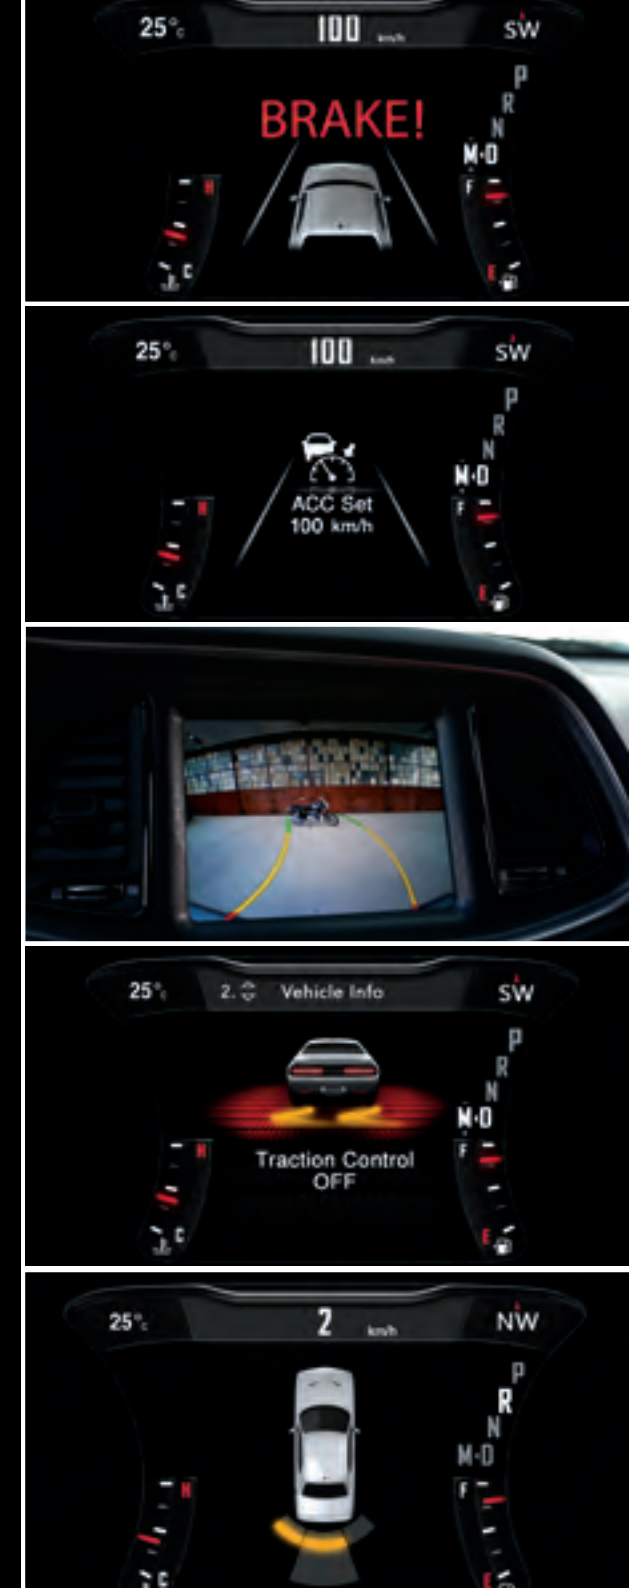 25°C 100 km/h SW
BRAKE!
P
R
N
M·D
H F
C E
25°C 100 km/h SW
P
R
N
M·D
ACC Set
100 km/h
H F
C E
25°C 2. Vehicle Info SW
P
R
N
M·D
Traction Control
OFF
H F
C E
25°C 2 km/h NW
P
R
N
M·D
H F
C E